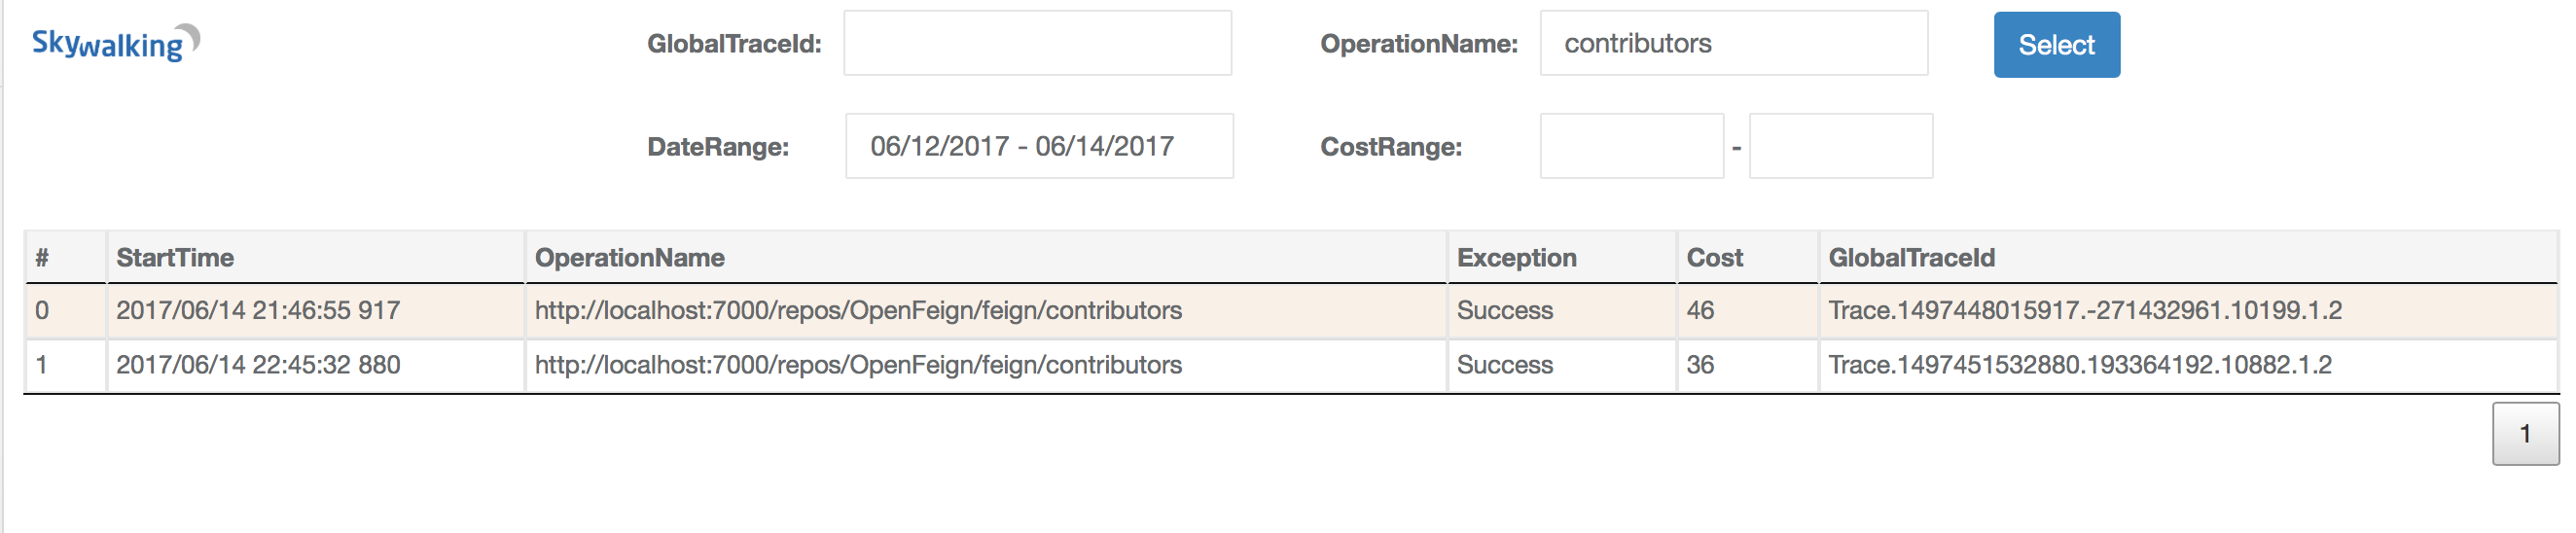 Skywalking GlobalTraceId: OperationName: contributors Select
DateRange: 06/12/2017 - 06/14/2017 CostRange: -
# StartTime OperationName Exception Cost GlobalTraceId
0 2017/06/14 21:46:55 917 http://localhost:7000/repos/OpenFeign/feign/contributors Success 46 Trace.1497448015917.-271432961.10199.1.2
1 2017/06/14 22:45:32 880 http://localhost:7000/repos/OpenFeign/feign/contributors Success 36 Trace.1497451532880.193364192.10882.1.2
1